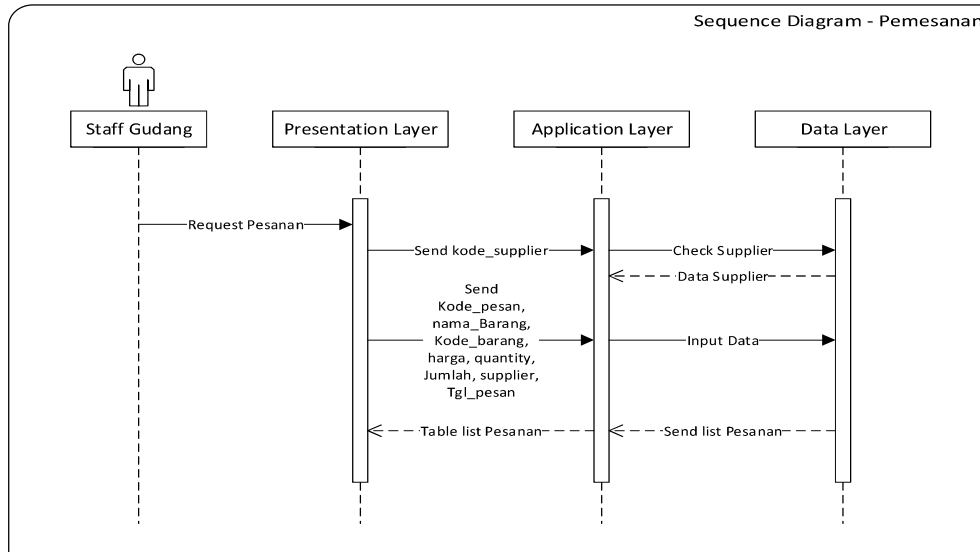 Sequence Diagram - Pemesanan
Staff Gudang
Presentation Layer
Application Layer
Data Layer
Request Pesanan
Send kode_supplier
Check Supplier
Data Supplier
Send
Kode_pesan,
nama_Barang,
Kode_barang,
harga, quantity,
Jumlah, supplier,
Tgl_pesan
Input Data
Table list Pesanan
Send list Pesanan